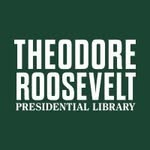 THEODORE
ROOSEVELT
PRESIDENTIAL LIBRARY